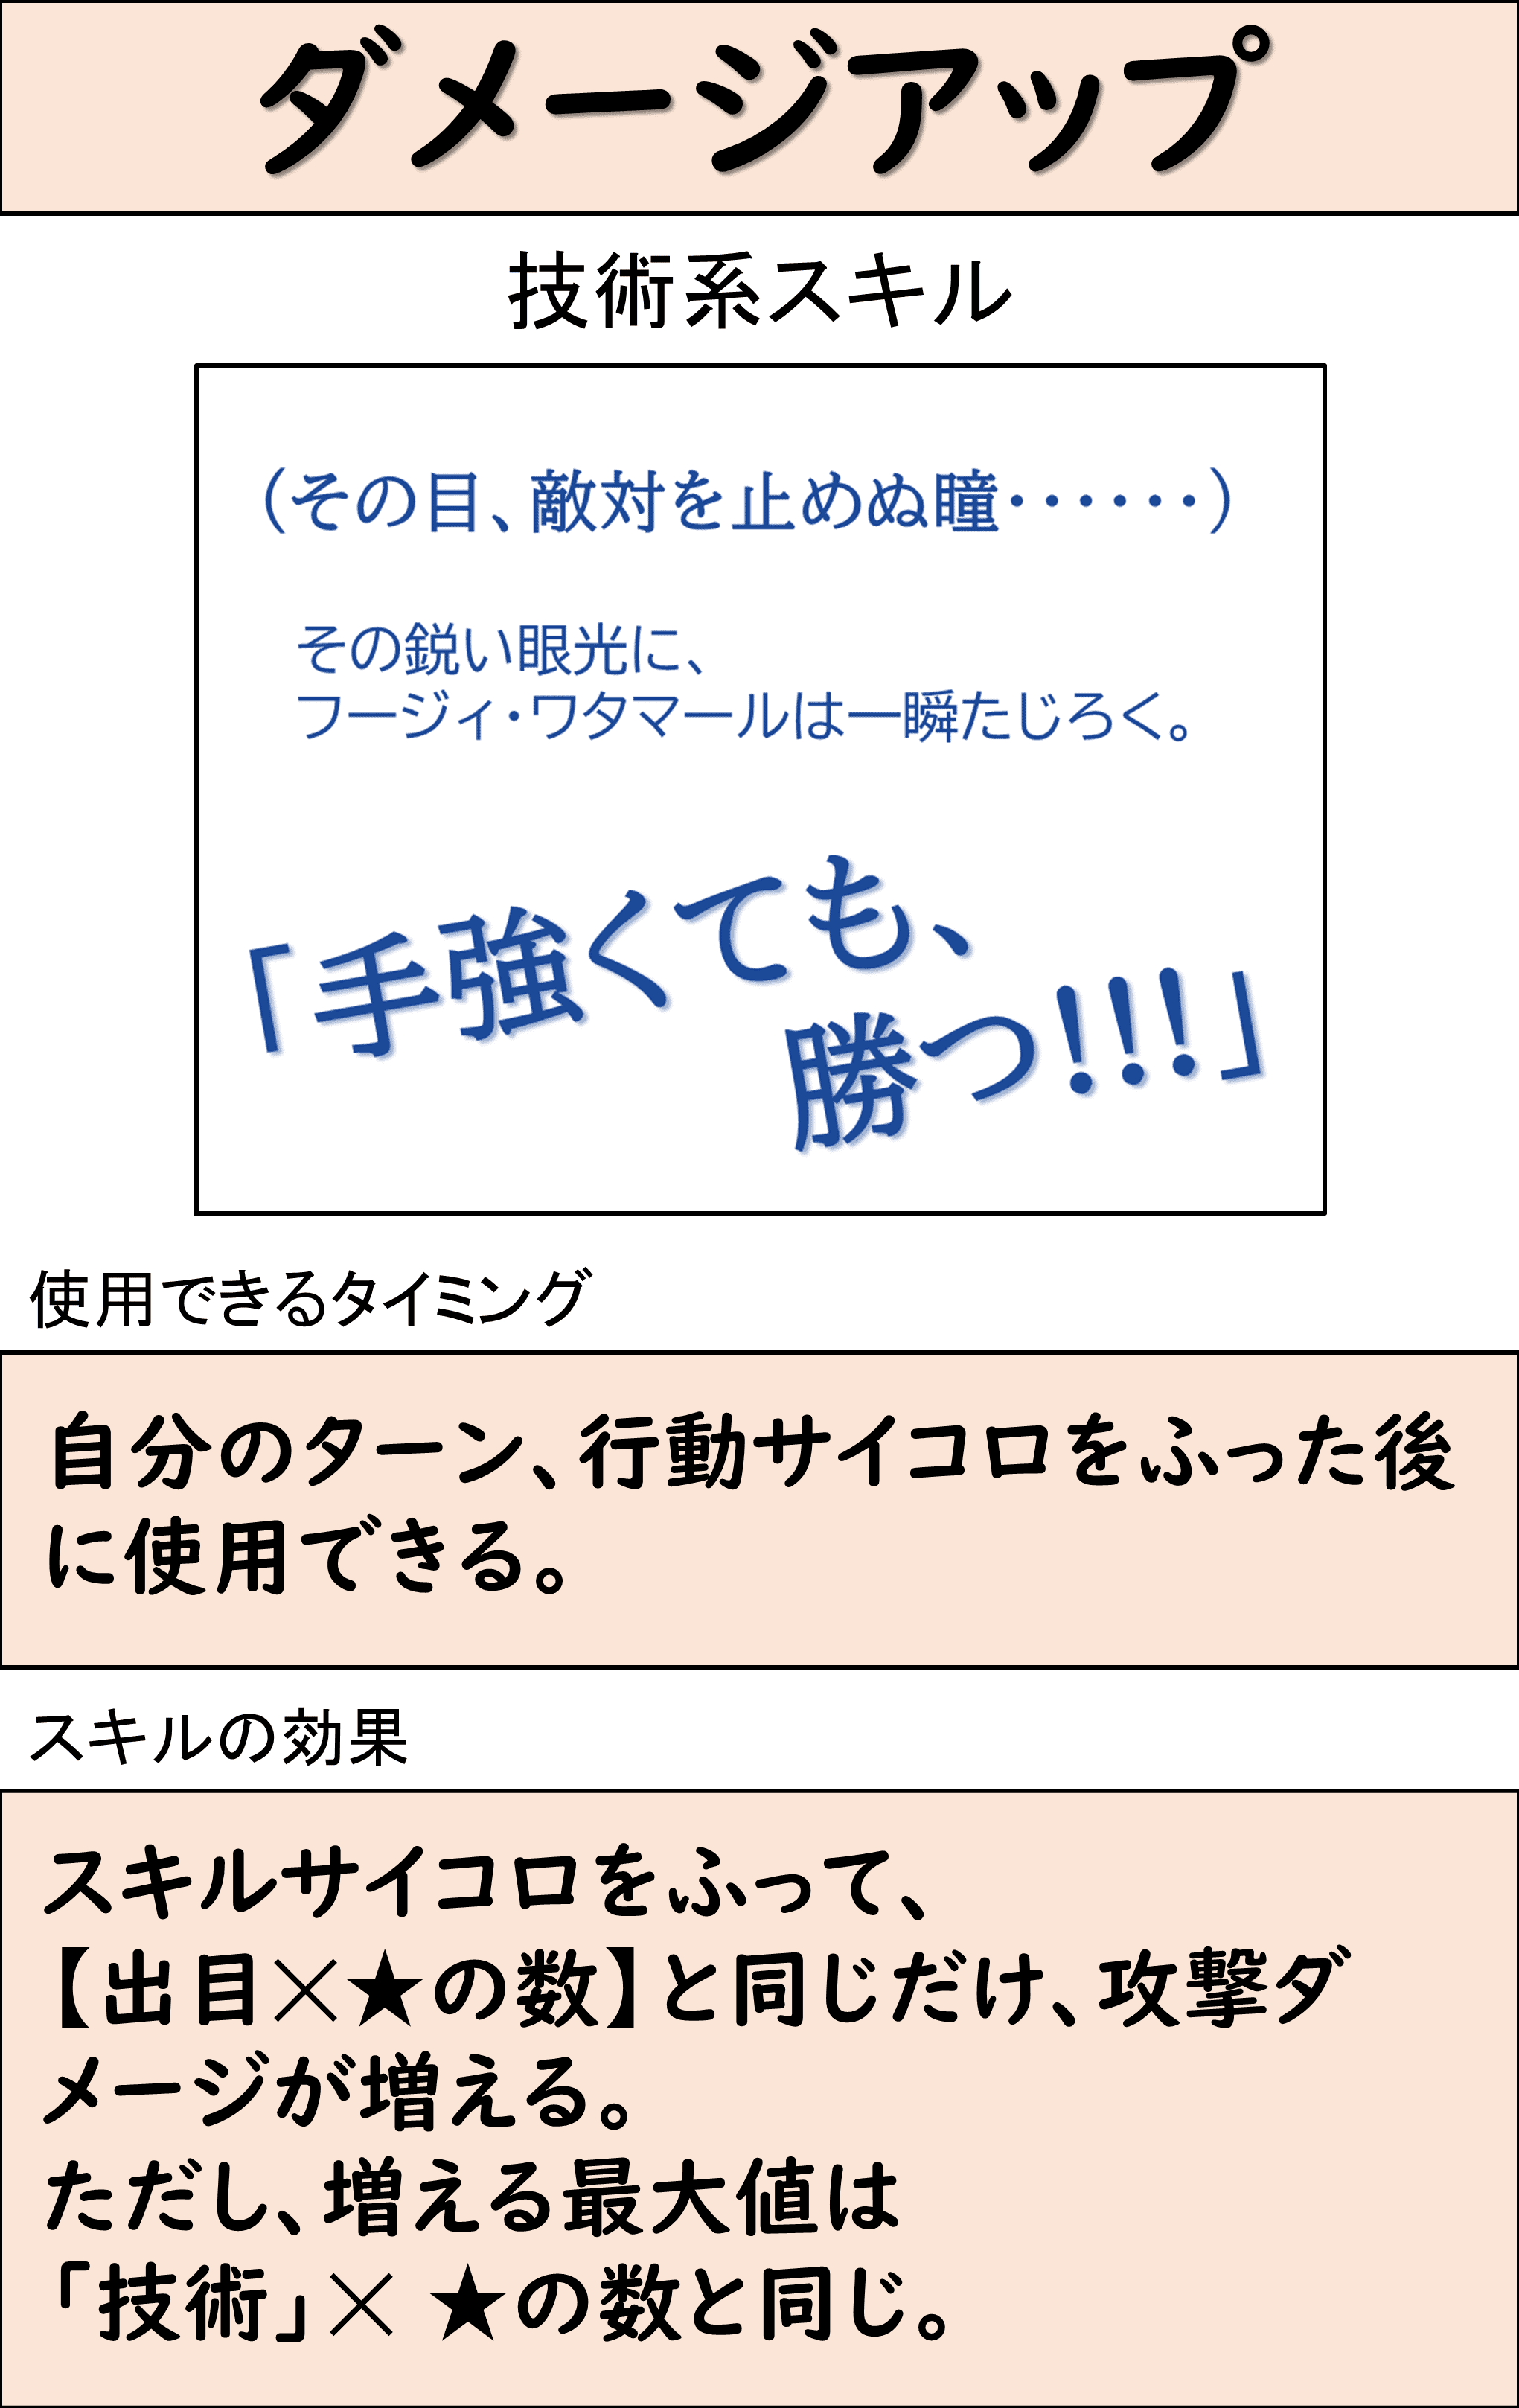 ダメージアップ
技術系スキル
（その目、敵対を止めぬ瞳・・・・・・）
その鋭い眼光に、
フージィ・ワタマールは一瞬たじろぐ。
「手強くても、
勝つ!!!」
使用できるタイミング
自分のターン、行動サイコロをふった後
に使用できる。
スキルの効果
スキルサイコロをふって、
【出目×★の数】と同じだけ、攻撃ダ
メージが増える。
ただし、増える最大値は
「技術」× ★の数と同じ。